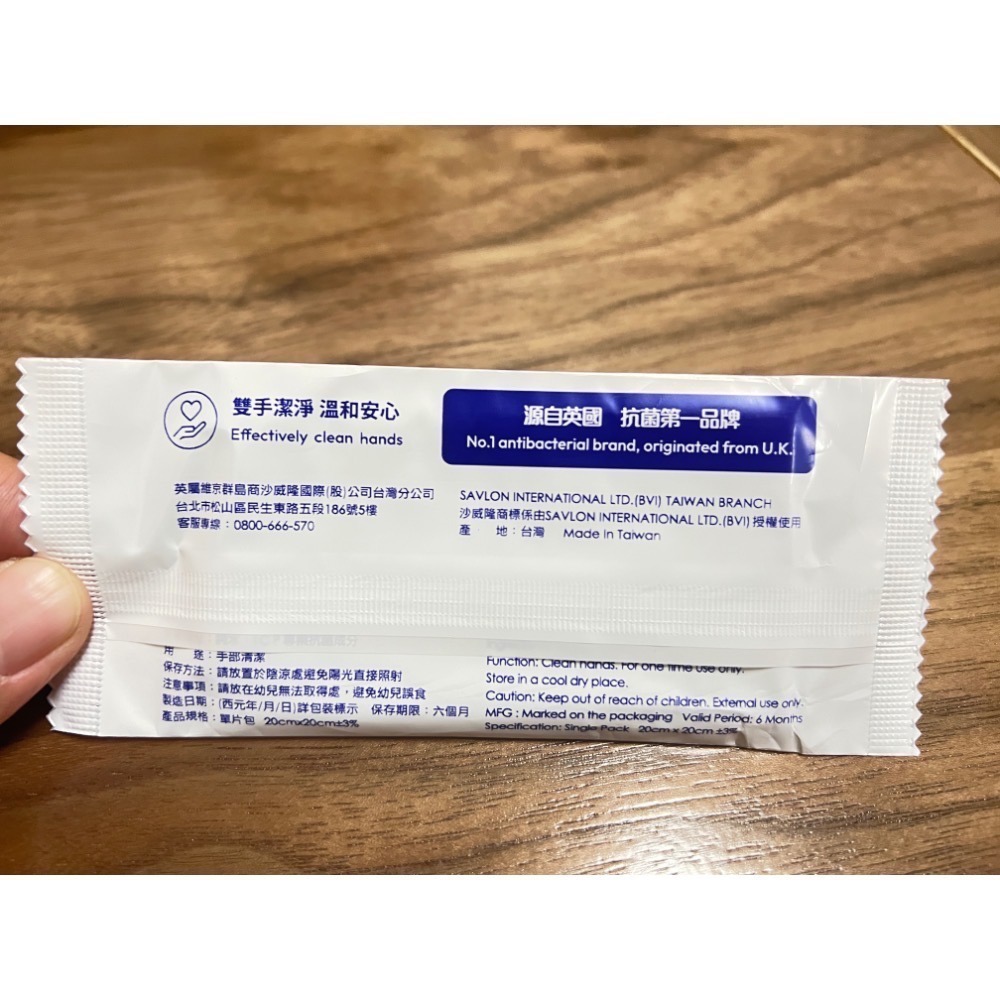 雙手潔淨 溫和安心
Effectively clean hands
源自英國 抗菌第一品牌
No.1 antibacterial brand, originated from U.K.
英屬維京群島商沙威隆國際(股)公司台灣分公司
台北市松山區民生東路五段186號5樓
客服專線：0800-666-570
SAVLON INTERNATIONAL LTD.(BVI) TAIWAN BRANCH
沙威隆商標係由SAVLON INTERNATIONAL LTD.(BVI) 授權使用
產 地：台灣 Made in Taiwan
用 途：手部清潔
保存方法：請放置於陰涼處避免陽光直接照射
注意事項：請放在幼兒無法取得處，避免幼兒誤食
製造日期：(西元年/月/日)詳包裝標示 保存期限：六個月
產品規格：單片包 20cmx20cm±3%
Function: Clean hands. For one time use only.
Store in a cool dry place.
Caution: Keep out of reach of children. External use only.
MFG : Marked on the packaging Valid Period: 6 Months
Specification: Single Pack 20cm x 20cm ±3%